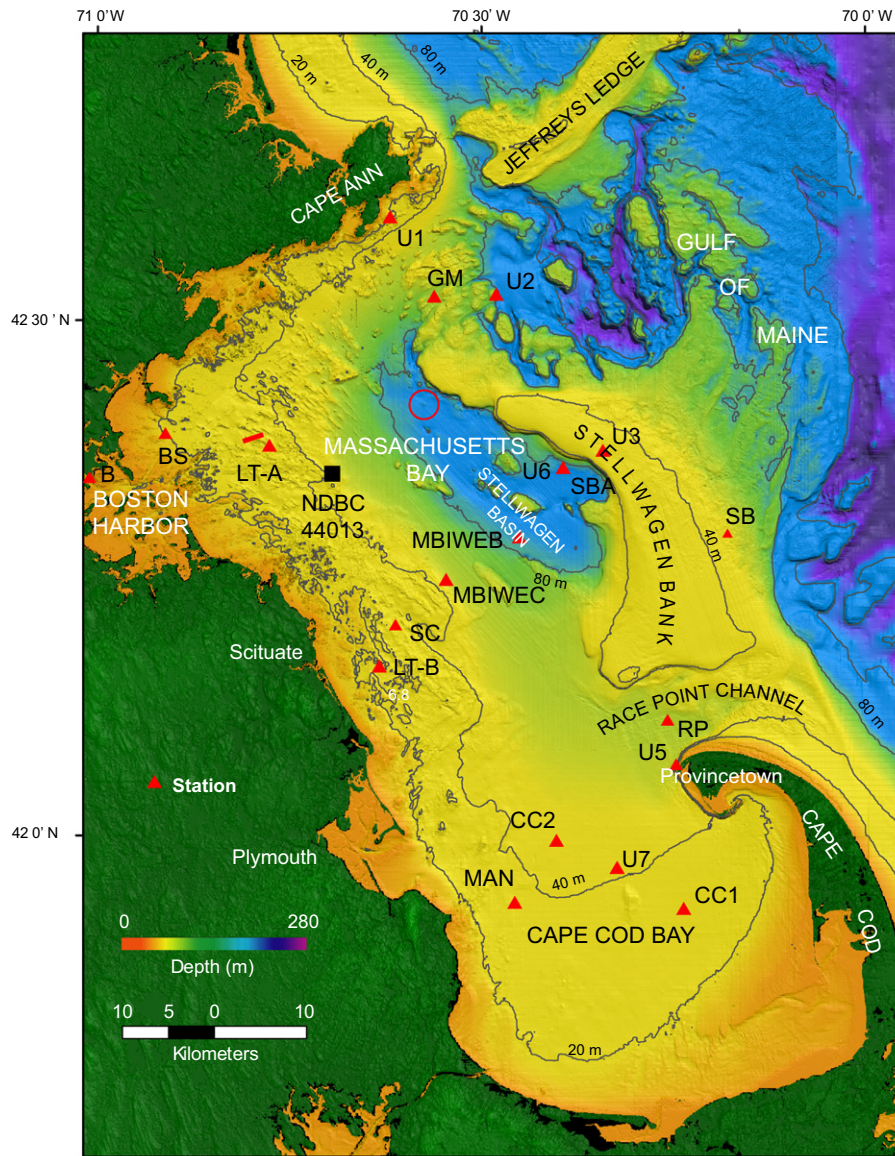 71 0’W
70 30’ W
70 0’ W
20 m
40 m
80 m
JEFFREYS LEDGE
CAPE ANN
U1
GULF
OF
MAINE
GM
U2
42 30 ’ N
STELLWAGEN BANK
U3
MASSACHUSETTS
BAY
U6
SBA
BS
LT-A
B
BOSTON
HARBOR
NDBC
44013
STELLWAGEN
BASIN
SB
40 m
MBIWEB
80 m
MBIWEC
SC
Scituate
LT-B
6.8
RACE POINT CHANNEL
80 m
RP
U5
Provincetown
Station
CAPE
COD
42 0’ N
CC2
Plymouth
U7
40 m
MAN
CC1
CAPE COD BAY
0
280
Depth (m)
10
5
0
10
Kilometers
20 m